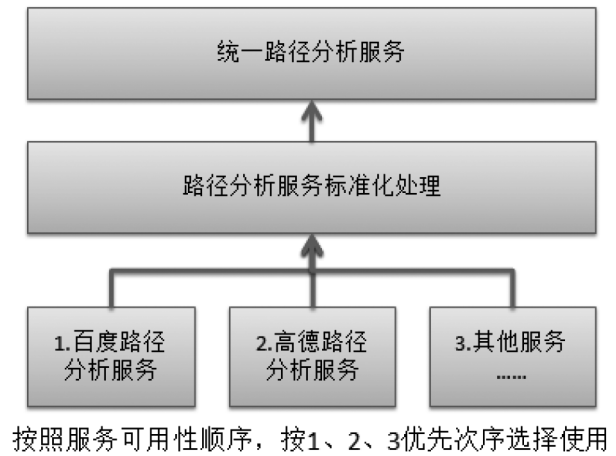 统一路径分析服务
路径分析服务标准化处理
1.百度路径
分析服务
2.高德路径
分析服务
3.其他服务
……
按照服务可用性顺序，按1、2、3优先次序选择使用